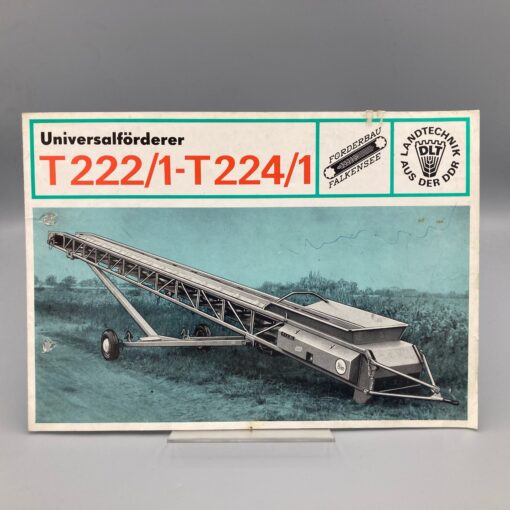 Universalförderer
T222/1-T224/1
FÖRDERBAU
FALKENSEE
LANDTECHNIK
DLT
AUS DER DDR